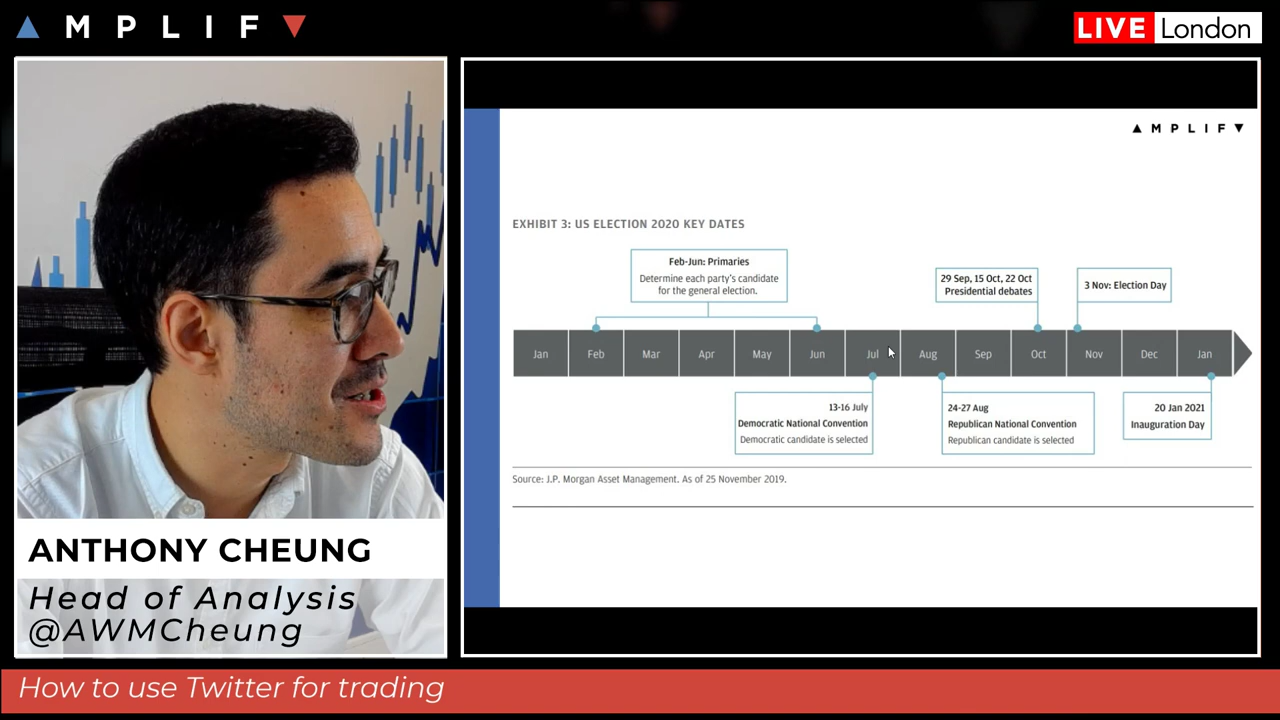 ▲ M P L I F ▼
LIVE London
ANTHONY CHEUNG
Head of Analysis
@AWMCheung
▲ M P L I F ▼
EXHIBIT 3: US ELECTION 2020 KEY DATES
Feb-Jun: Primaries
Determine each party's candidate
for the general election.
29 Sep, 15 Oct, 22 Oct
Presidential debates
3 Nov: Election Day
Jan Feb Mar Apr May Jun Jul Aug Sep Oct Nov Dec Jan
13-16 July
Democratic National Convention
Democratic candidate is selected
24-27 Aug
Republican National Convention
Republican candidate is selected
20 Jan 2021
Inauguration Day
Source: J.P. Morgan Asset Management. As of 25 November 2019.
How to use Twitter for trading